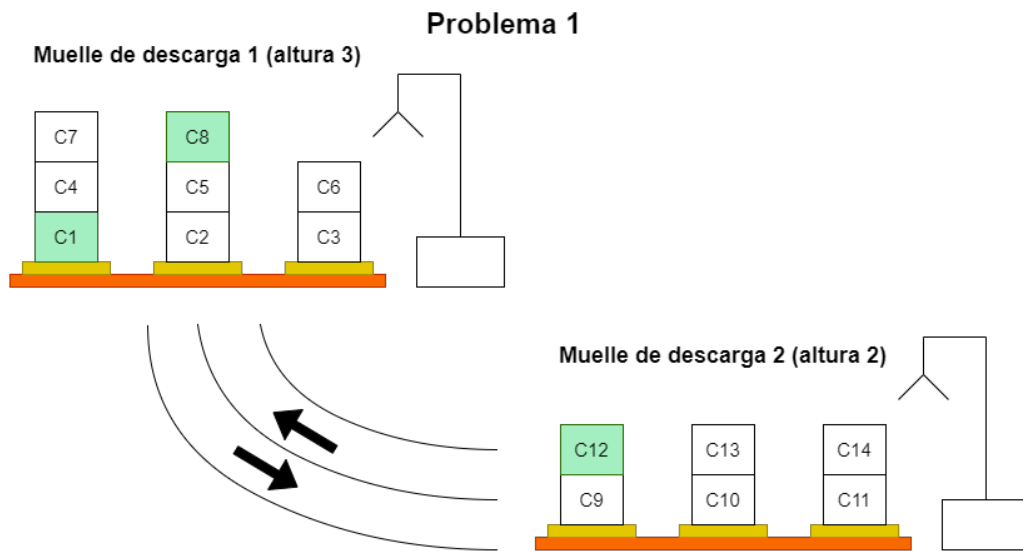 Problema 1
Muelle de descarga 1 (altura 3)
C7 C8
C4 C5 C6
C1 C2 C3
Muelle de descarga 2 (altura 2)
C12 C13 C14
C9 C10 C11